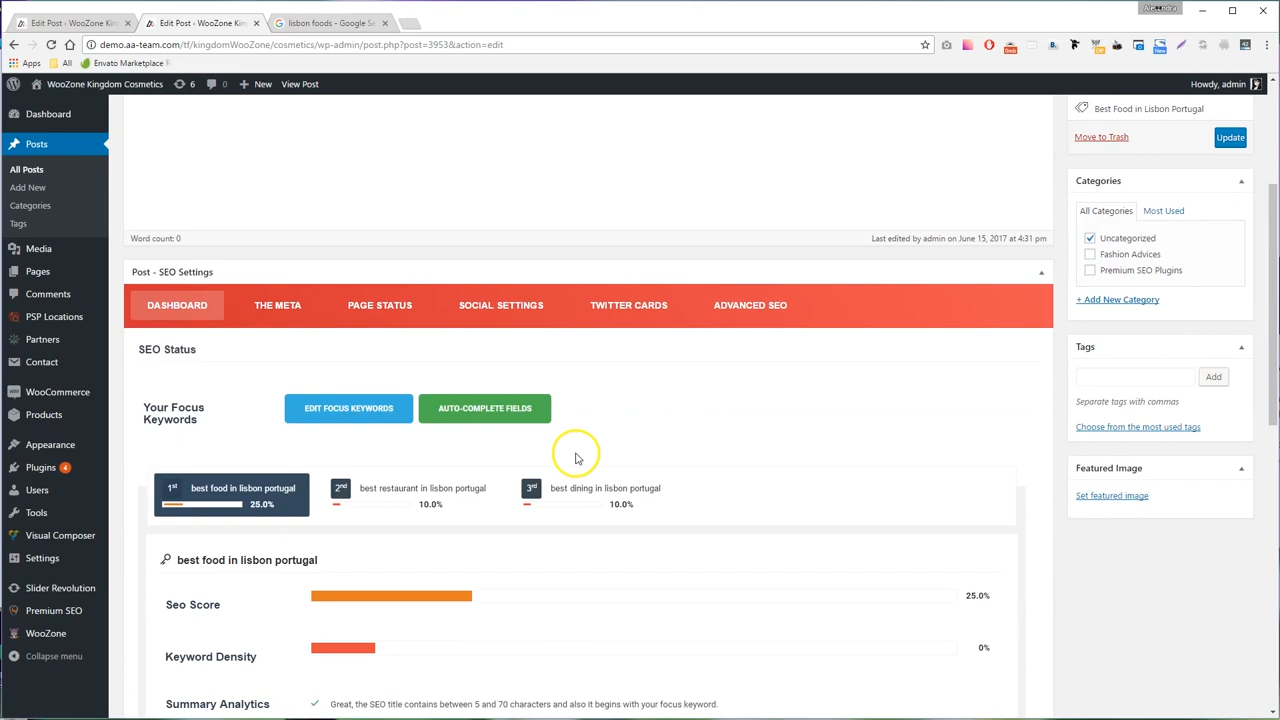 Alexandra
Edit Post ‹ WooZone Kin
Edit Post ‹ WooZone Kin
lisbon foods - Google Se
demo.aa-team.com/tf/kingdomWooZone/cosmetics/wp-admin/post.php?post=3953&action=edit
Apps
All
Envato Marketplace
WooZone Kingdom Cosmetics
6
0
New
View Post
Howdy, admin
Dashboard
Posts
All Posts
Add New
Categories
Tags
Media
Pages
Comments
PSP Locations
Partners
Contact
WooCommerce
Products
Appearance
Plugins 4
Users
Tools
Visual Composer
Settings
Slider Revolution
Premium SEO
WooZone
Collapse menu
Word count: 0
Last edited by admin on June 15, 2017 at 4:31 pm
Post - SEO Settings
DASHBOARD
THE META
PAGE STATUS
SOCIAL SETTINGS
TWITTER CARDS
ADVANCED SEO
SEO Status
Your Focus
Keywords
EDIT FOCUS KEYWORDS
AUTO-COMPLETE FIELDS
1st best food in lisbon portugal
25.0%
2nd best restaurant in lisbon portugal
10.0%
3rd best dining in lisbon portugal
10.0%
best food in lisbon portugal
Seo Score
25.0%
Keyword Density
0%
Summary Analytics
Great, the SEO title contains between 5 and 70 characters and also it begins with your focus keyword.
Best Food in Lisbon Portugal
Move to Trash
Update
Categories
All Categories
Most Used
Uncategorized
Fashion Advices
Premium SEO Plugins
+ Add New Category
Tags
Add
Separate tags with commas
Choose from the most used tags
Featured Image
Set featured image